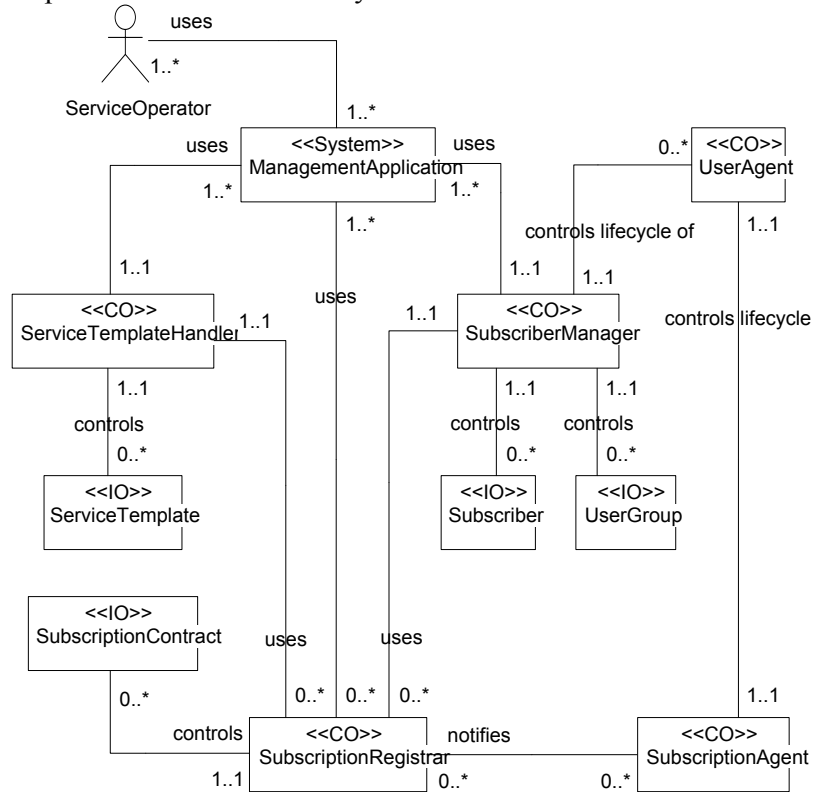 uses
1..*
ServiceOperator
1..*
<<System>>
ManagementApplication
uses
1..*
uses
1..*
1..*
0..*
<<CO>>
UserAgent
1..1
controls lifecycle of
1..1
1..1
1..1
uses
<<CO>>
ServiceTemplateHandler
1..1
1..1
<<CO>>
SubscriberManager
controls lifecycle
1..1
controls
0..*
1..1
1..1
controls
controls
0..*
0..*
<<IO>>
ServiceTemplate
<<IO>>
Subscriber
<<IO>>
UserGroup
<<IO>>
SubscriptionContract
0..*
uses
uses
0..*
0..*
0..*
1..1
controls
1..1
<<CO>>
SubscriptionRegistrar
notifies
0..*
0..*
<<CO>>
SubscriptionAgent